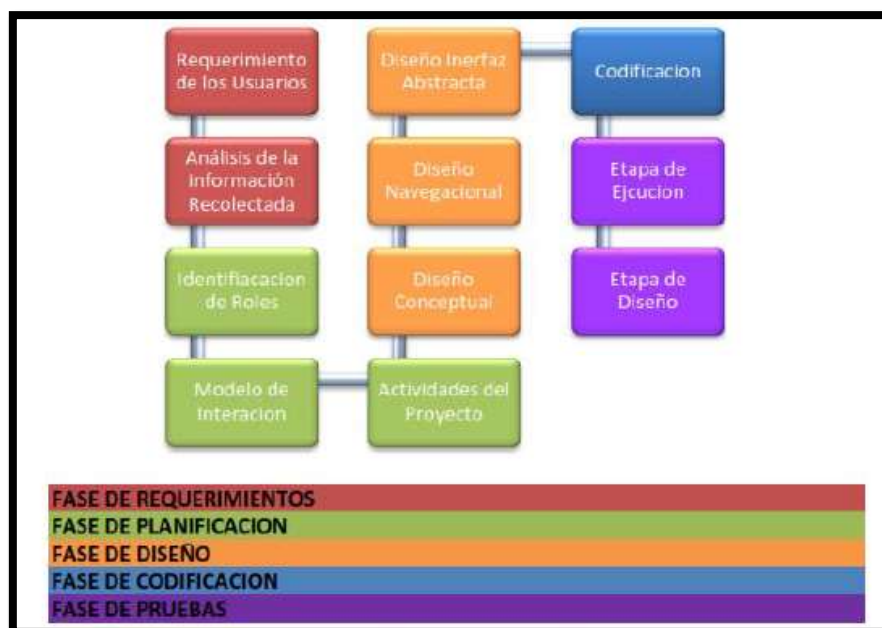 Requerimiento
de los Usuarios
Análisis de la
Información
Recolectada
Identifiacacion
de Roles
Modelo de
Interacion
Actividades del
Proyecto
Diseño
Conceptual
Diseño
Navegacional
Diseño Inerfaz
Abstracta
Codificacion
Etapa de
Ejcucion
Etapa de
Diseño
FASE DE REQUERIMIENTOS
FASE DE PLANIFICACION
FASE DE DISEÑO
FASE DE CODIFICACION
FASE DE PRUEBAS